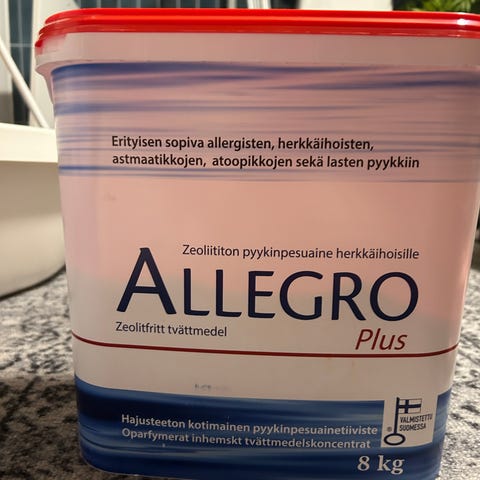 Erityisen sopiva allergisten, herkkäihoisten,
astmaatikkojen, atoopikkojen sekä lasten pyykkiin
Zeoliititon pyykinpesuaine herkkäihoisille
ALLEGRO
Zeolitfritt tvättmedel
Plus
Hajusteeton kotimainen pyykinpesuainetiiviste
Oparfymerat inhemskt tvättmedelskoncentrat
®
VALMISTETTU
SUOMESSA
8 kg